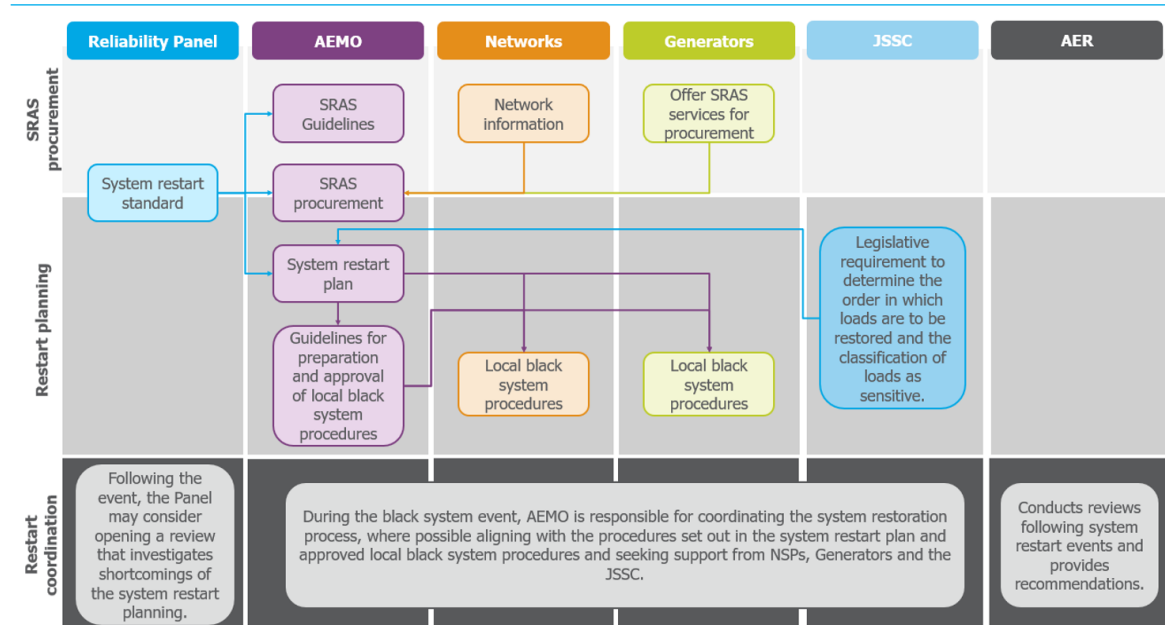 Reliability Panel
AEMO
Networks
Generators
JSSC
AER
SRAS
procurement
SRAS
Guidelines
Network
information
Offer SRAS
services for
procurement
System restart
standard
SRAS
procurement
Restart planning
System restart
plan
Guidelines for
preparation
and approval
of local black
system
procedures
Local black
system
procedures
Local black
system
procedures
Legislative
requirement to
determine the
order in which
loads are to be
restored and the
classification of
loads as
sensitive.
Restart
coordination
Following the
event, the Panel
may consider
opening a review
that investigates
shortcomings of
the system restart
planning.
During the black system event, AEMO is responsible for coordinating the system restoration
process, where possible aligning with the procedures set out in the system restart plan and
approved local black system procedures and seeking support from NSPs, Generators and the
JSSC.
Conducts reviews
following system
restart events and
provides
recommendations.